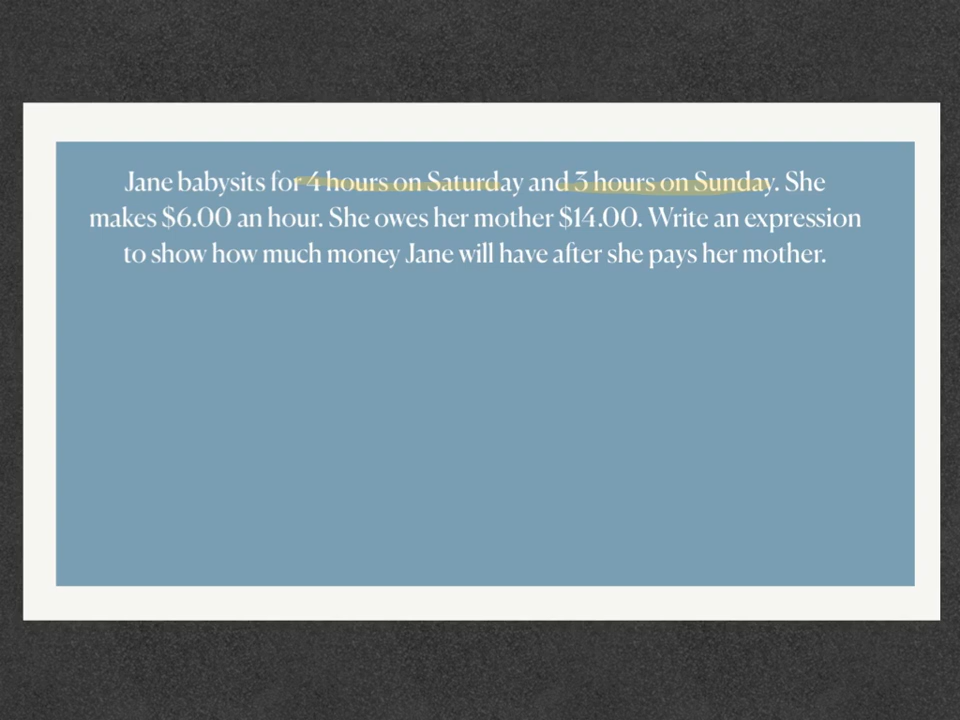 Jane babysits for 4 hours on Saturday and 3 hours on Sunday. She
makes $6.00 an hour. She owes her mother $14.00. Write an expression
to show how much money Jane will have after she pays her mother.